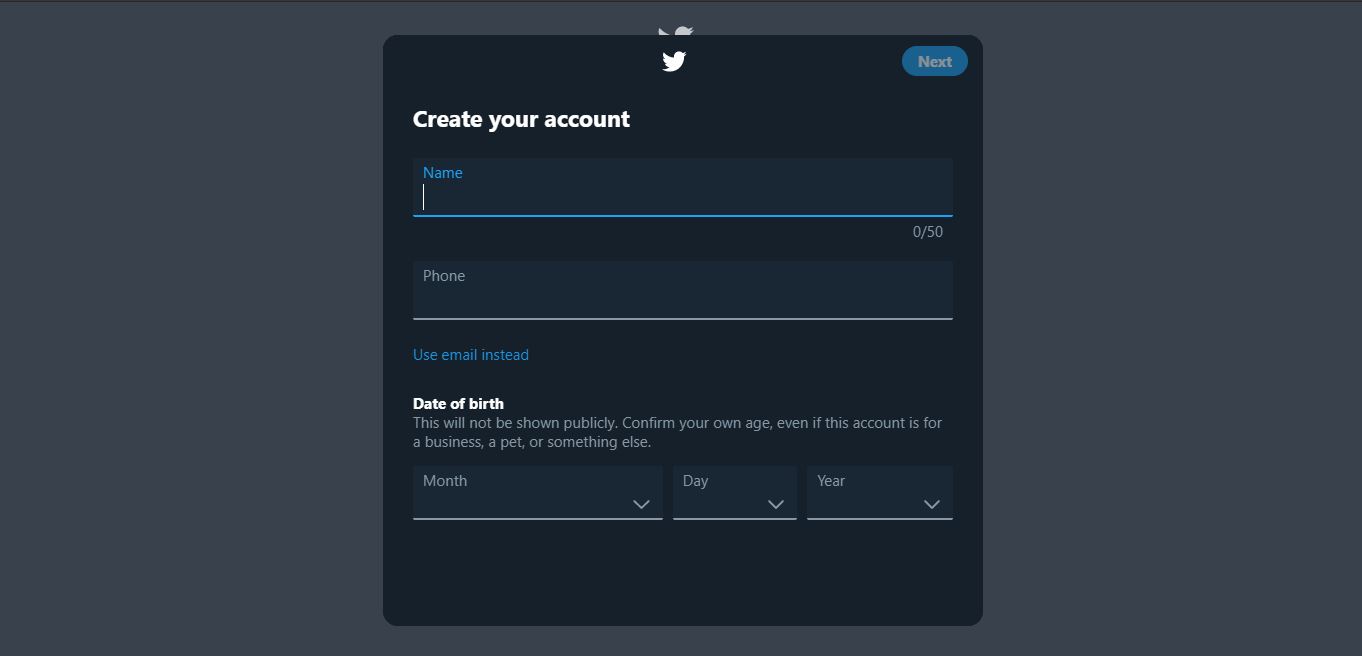 Next
Create your account
Name
0/50
Phone
Use email instead
Date of birth
This will not be shown publicly. Confirm your own age, even if this account is for
a business, a pet, or something else.
Month Day Year